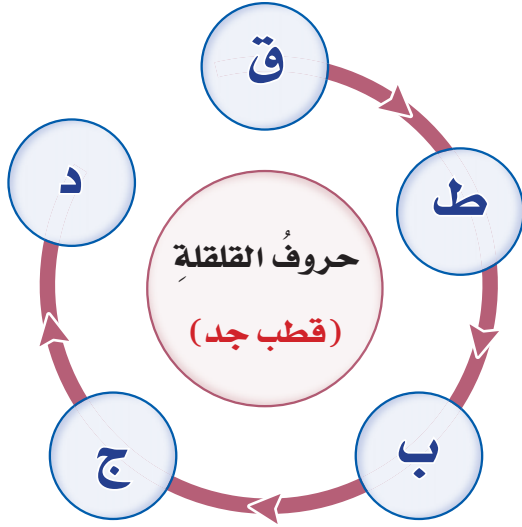 ق
ط
ب
ج
د
حروفُ القلقلةِ
(قطب جد)